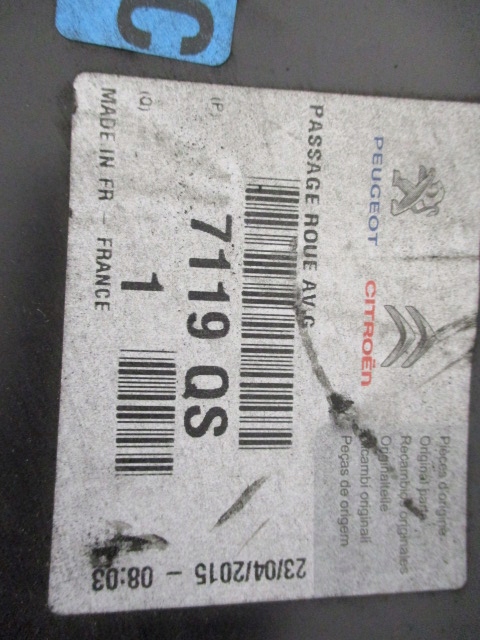 C
PEUGEOT
CITROËN
Pièces d'origine
Original parts
Recambios originales
Originalteile
Ricambi originali
Peças de origem
PASSAGE ROUE AV G
(P)
7119 QS
(Q)
1
MADE IN FR - FRANCE
23/04/2015 - 08:03